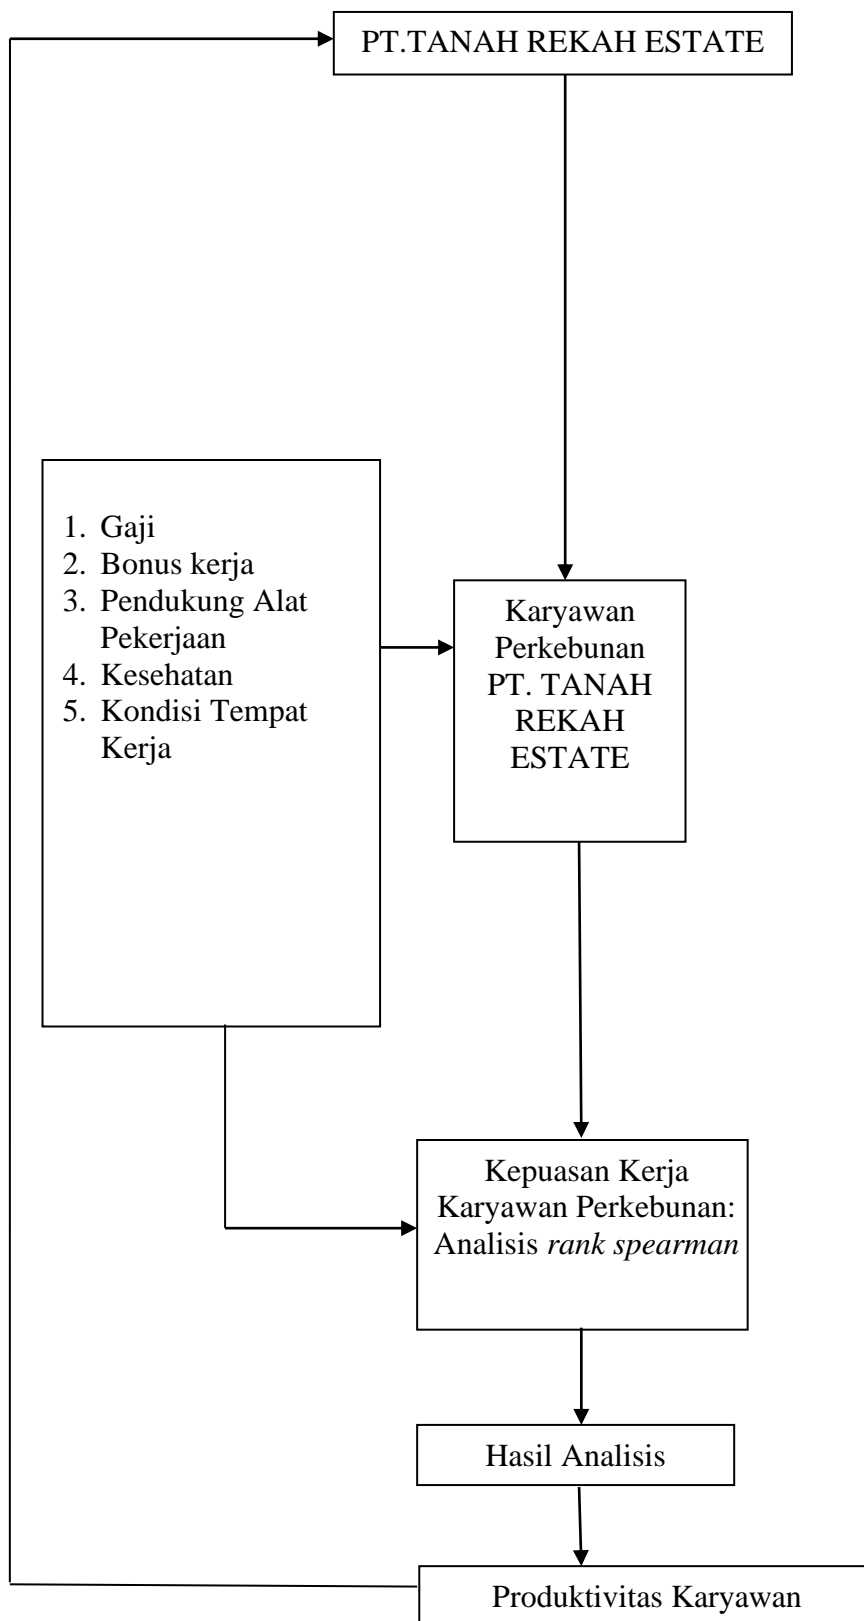 PT.TANAH REKAH ESTATE
1. Gaji
2. Bonus kerja
3. Pendukung Alat
Pekerjaan
4. Kesehatan
5. Kondisi Tempat
Kerja
Karyawan
Perkebunan
PT. TANAH
REKAH
ESTATE
Kepuasan Kerja
Karyawan Perkebunan:
Analisis rank spearman
Hasil Analisis
Produktivitas Karyawan